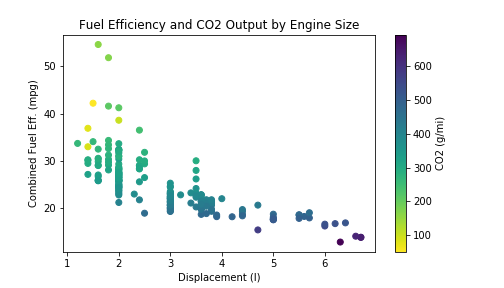 Fuel Efficiency and CO2 Output by Engine Size
50
40
30
20
Combined Fuel Eff. (mpg)
1 2 3 4 5 6
Displacement (l)
600
500
400
300
200
100
CO2 (g/mi)